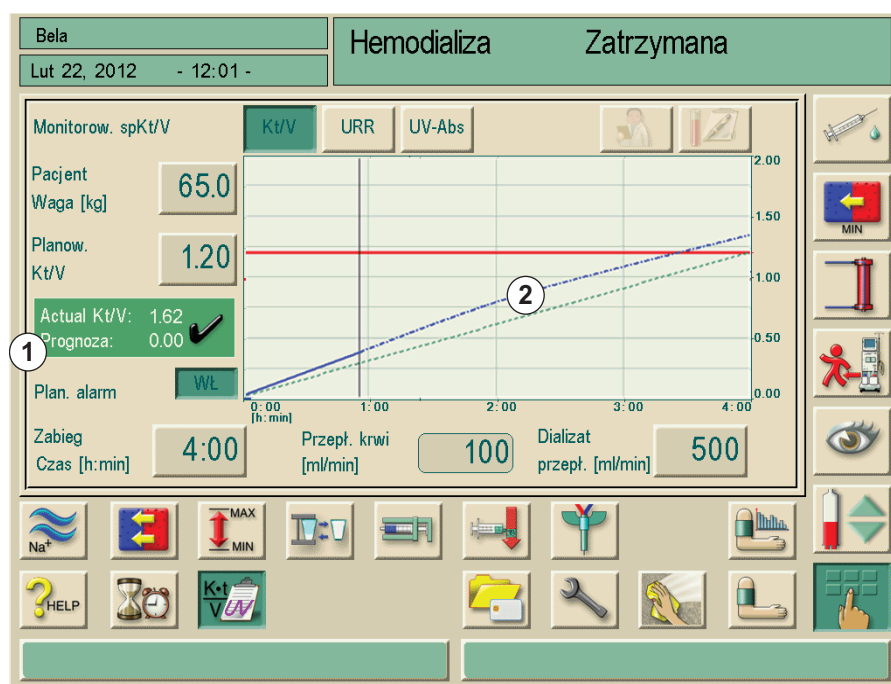 Bela
Hemodializa Zatrzymana
Lut 22, 2012 - 12:01 -
Monitorow. spKt/V
Kt/V URR UV-Abs
Pacjent
Waga [kg]
65.0
Planow.
Kt/V
1.20
Actual Kt/V: 1.62
Prognoza: 0.00
1
Plan. alarm
WŁ
2.00
1.50
1.00
0.50
0.00
2
0:00 1:00 2:00 3:00 4:00
[h:min]
Zabieg
Czas [h:min]
4:00
Przepł. krwi
[ml/min]
100
Dializat
przepł. [ml/min]
500
MIN
Na+
MAX
MIN
HELP
K•t
V
UV